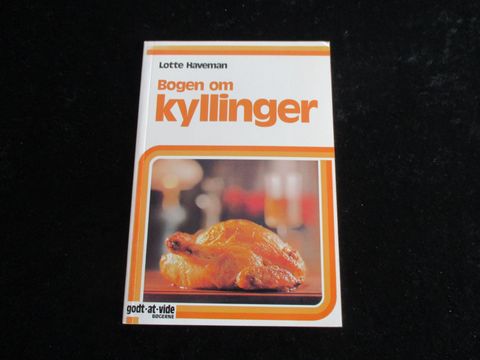 Lotte Haveman
Bogen om
kyllinger
godt·at·vide
BØGERNE